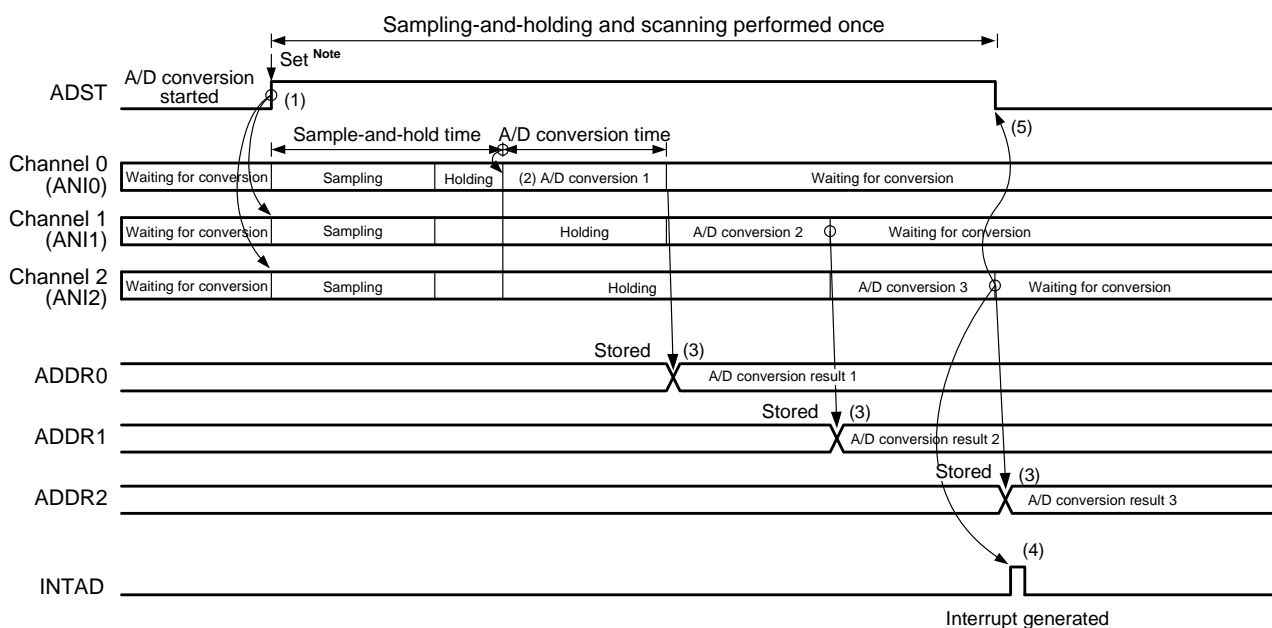 Sampling-and-holding and scanning performed once
Set Note
A/D conversion
started
ADST
(1)
(5)
Sample-and-hold time
A/D conversion time
Channel 0
(ANI0)
Waiting for conversion
Sampling
Holding
(2) A/D conversion 1
Waiting for conversion
Channel 1
(ANI1)
Waiting for conversion
Sampling
Holding
A/D conversion 2
Waiting for conversion
Channel 2
(ANI2)
Waiting for conversion
Sampling
Holding
A/D conversion 3
Waiting for conversion
Stored
(3)
ADDR0
A/D conversion result 1
Stored
(3)
ADDR1
A/D conversion result 2
Stored
(3)
ADDR2
A/D conversion result 3
(4)
INTAD
Interrupt generated